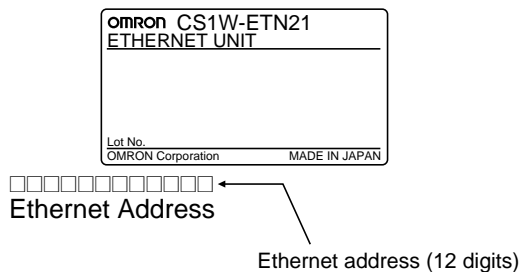 OMRON CS1W-ETN21
ETHERNET UNIT
Lot No.
OMRON Corporation MADE IN JAPAN
□□□□□□□□□□□□
Ethernet Address
Ethernet address (12 digits)